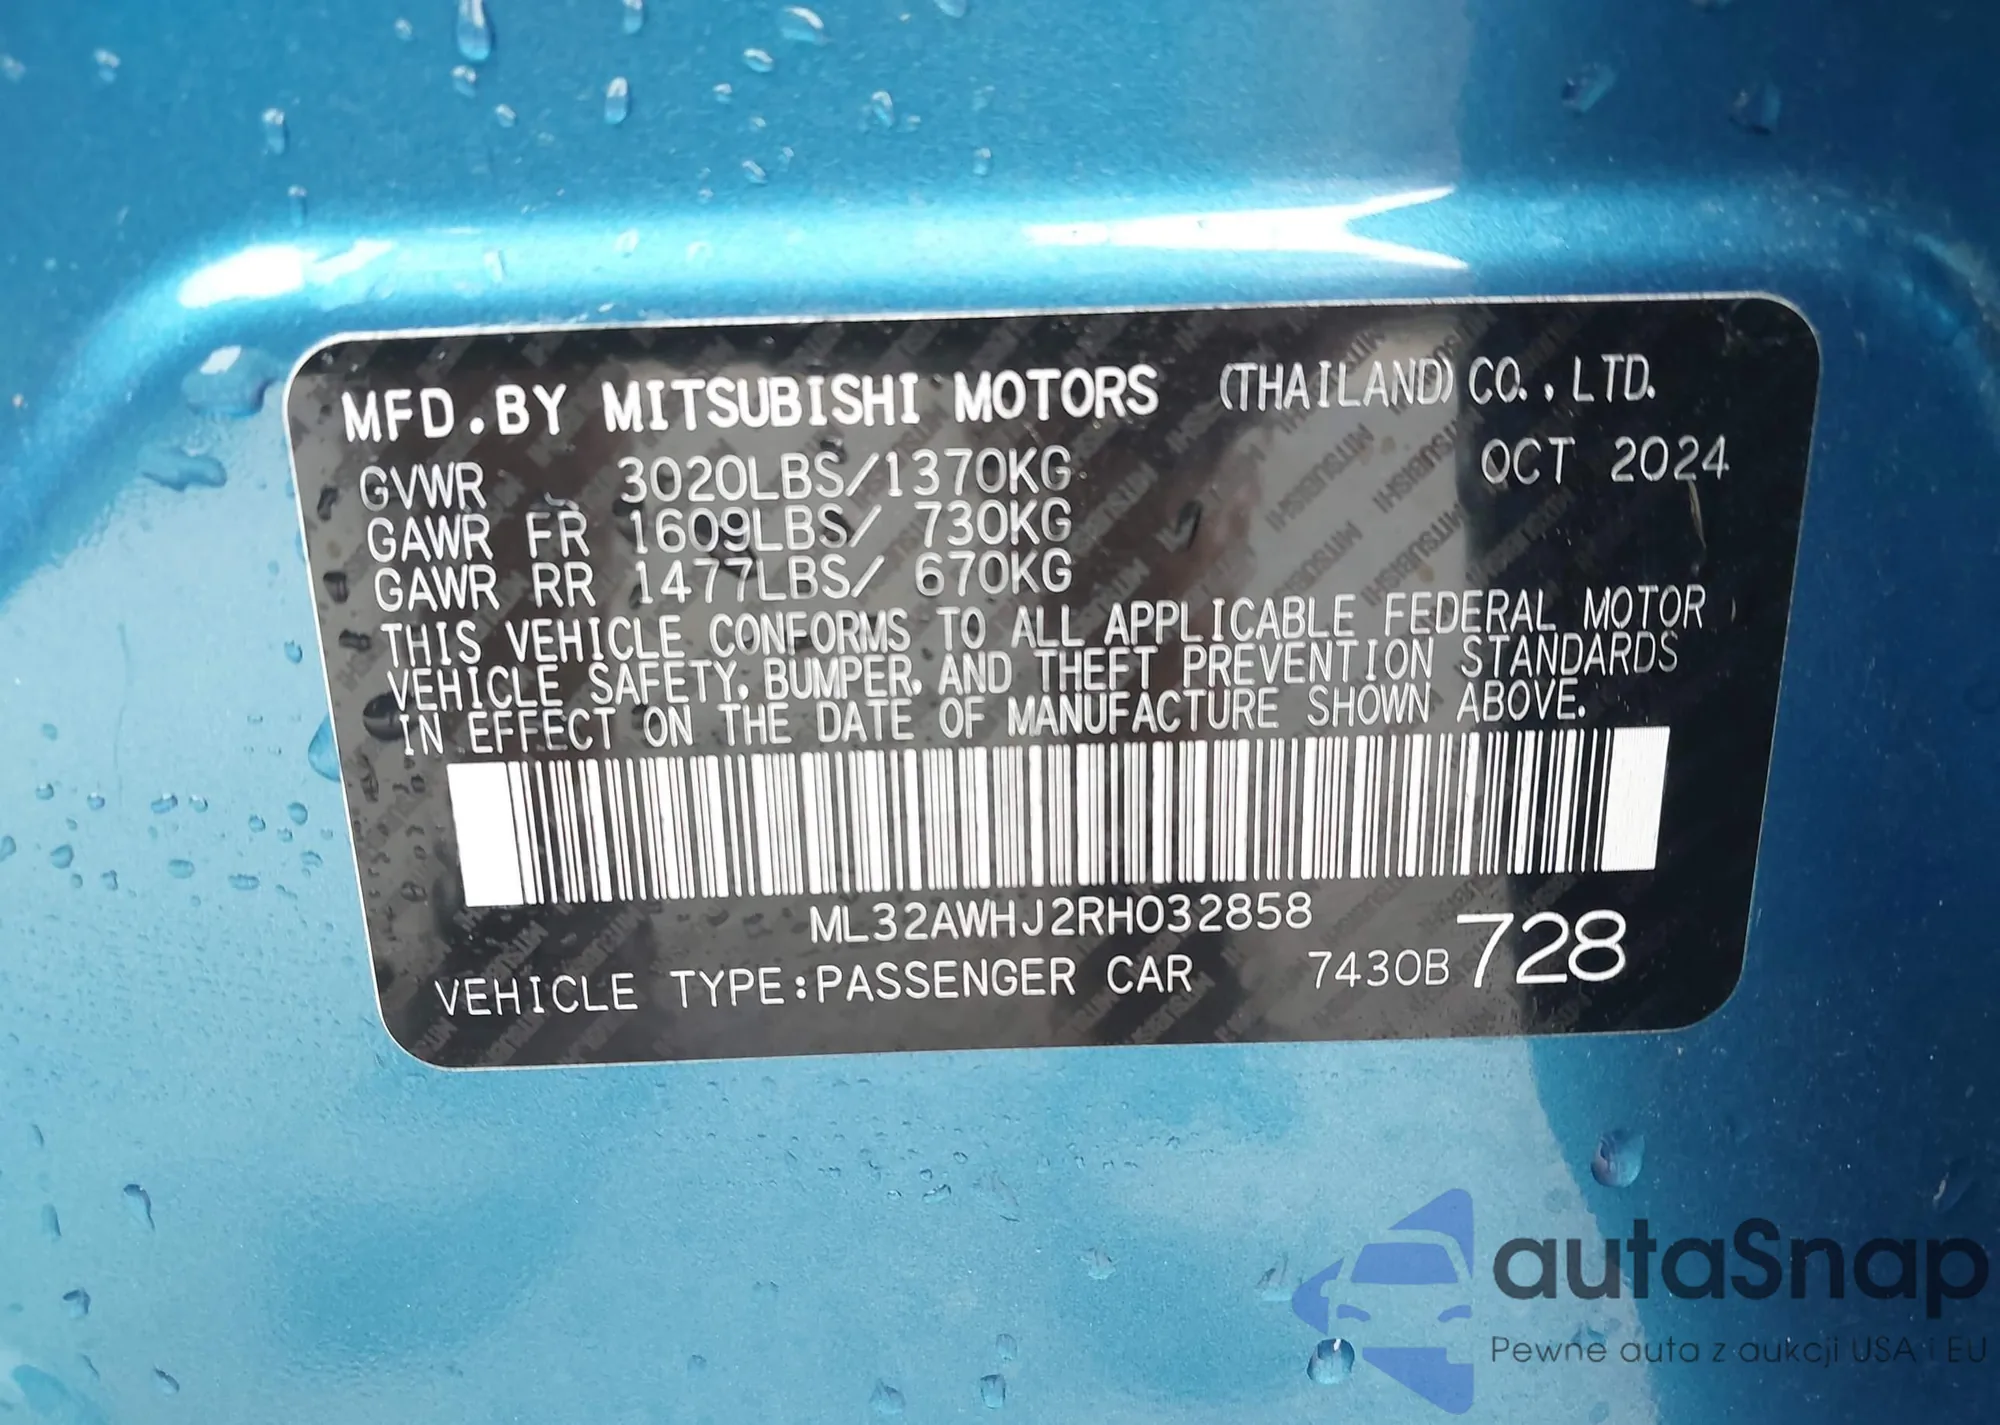 MFD.BY MITSUBISHI MOTORS (THAILAND) CO.,LTD.
OCT 2024
GVWR 3020LBS/1370KG
GAWR FR 1609LBS/ 730KG
GAWR RR 1477LBS/ 670KG
THIS VEHICLE CONFORMS TO ALL APPLICABLE FEDERAL MOTOR
VEHICLE SAFETY, BUMPER, AND THEFT PREVENTION STANDARDS
IN EFFECT ON THE DATE OF MANUFACTURE SHOWN ABOVE.
ML32AWHJ2RH032858
VEHICLE TYPE:PASSENGER CAR 7430B 728
autaSnap
Pewne auta z aukcji USA i EU